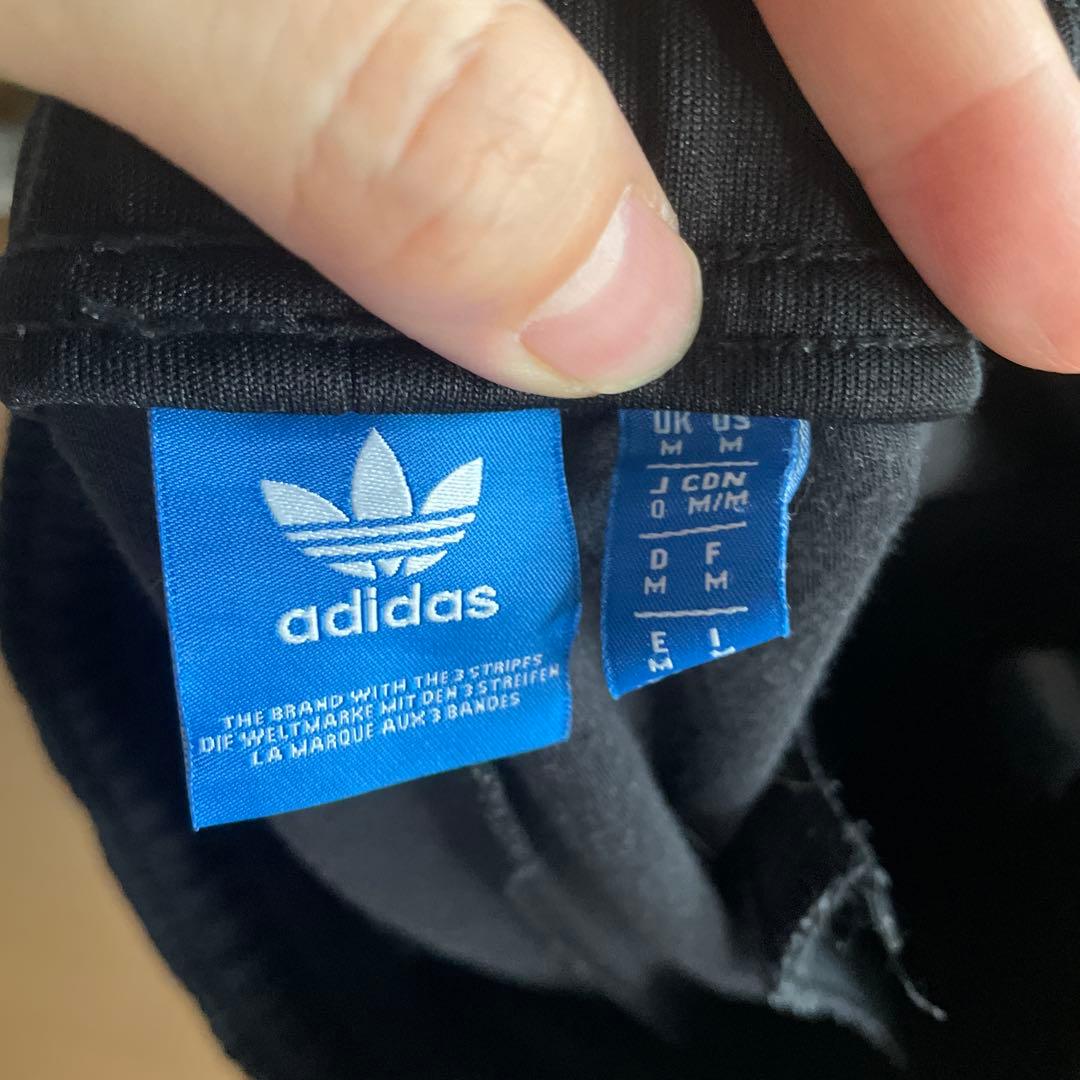 adidas
THE BRAND WITH THE 3 STRIPES
DIE WELTMARKE MIT DEN 3 STREIFEN
LA MARQUE AUX 3 BANDES
UK US
M M
J CDN
O M/M
D F
M M
E I
M